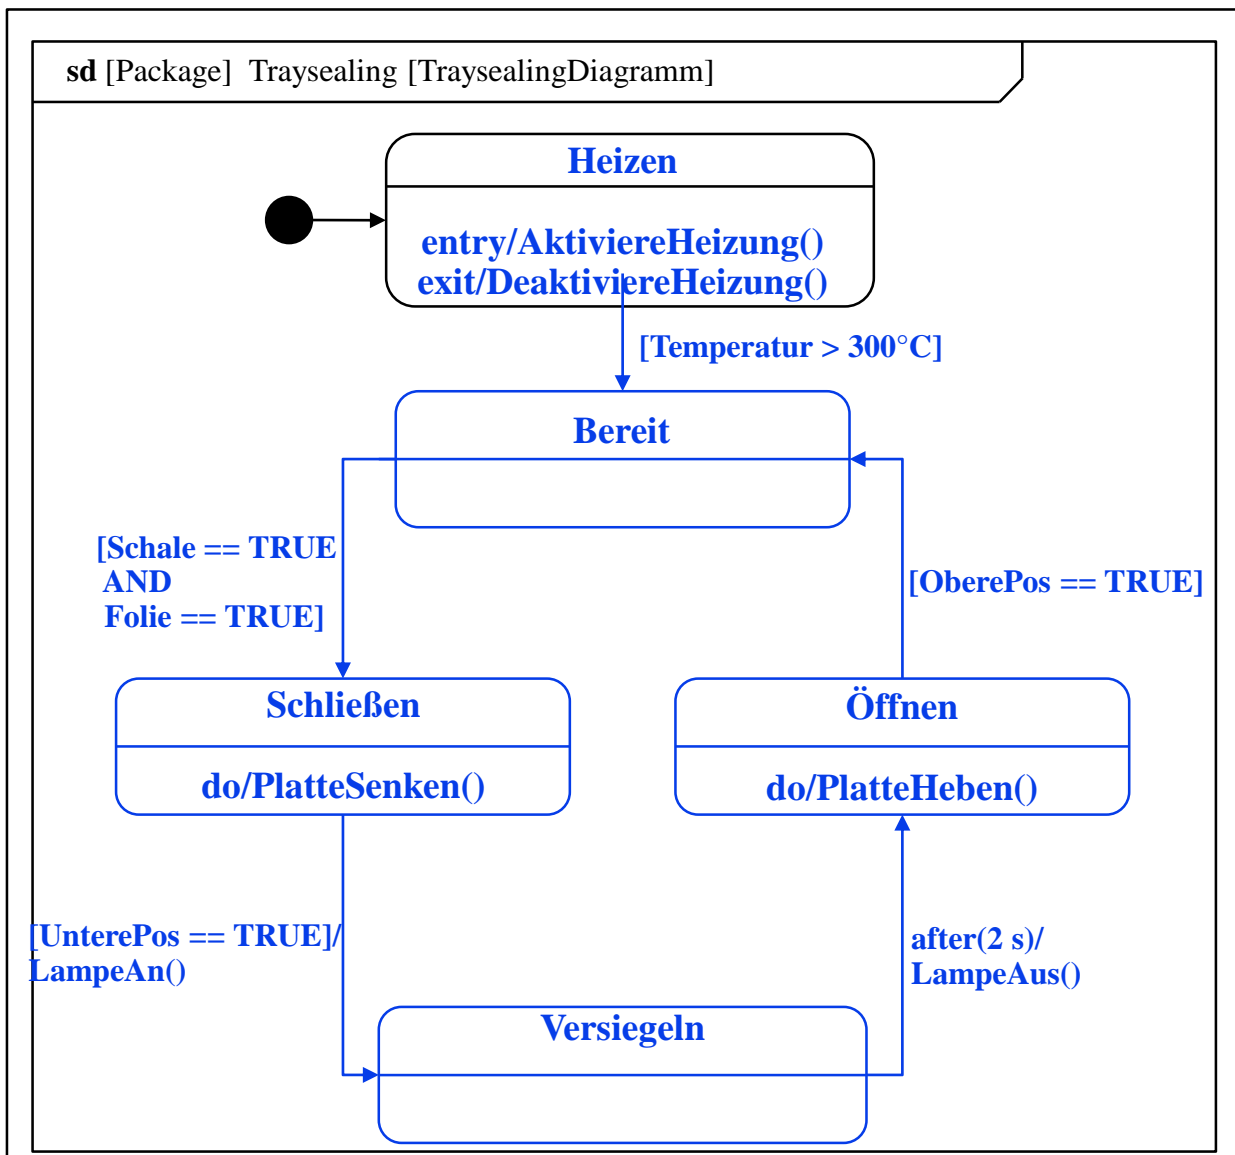 sd [Package] Traysealing [TraysealingDiagramm]
Heizen
entry/AktiviereHeizung()
exit/DeaktiviereHeizung()
[Temperatur > 300°C]
Bereit
[Schale == TRUE
AND
Folie == TRUE]
[OberePos == TRUE]
Schließen
do/PlatteSenken()
Öffnen
do/PlatteHeben()
[UnterePos == TRUE]/
LampeAn()
after(2 s)/
LampeAus()
Versiegeln